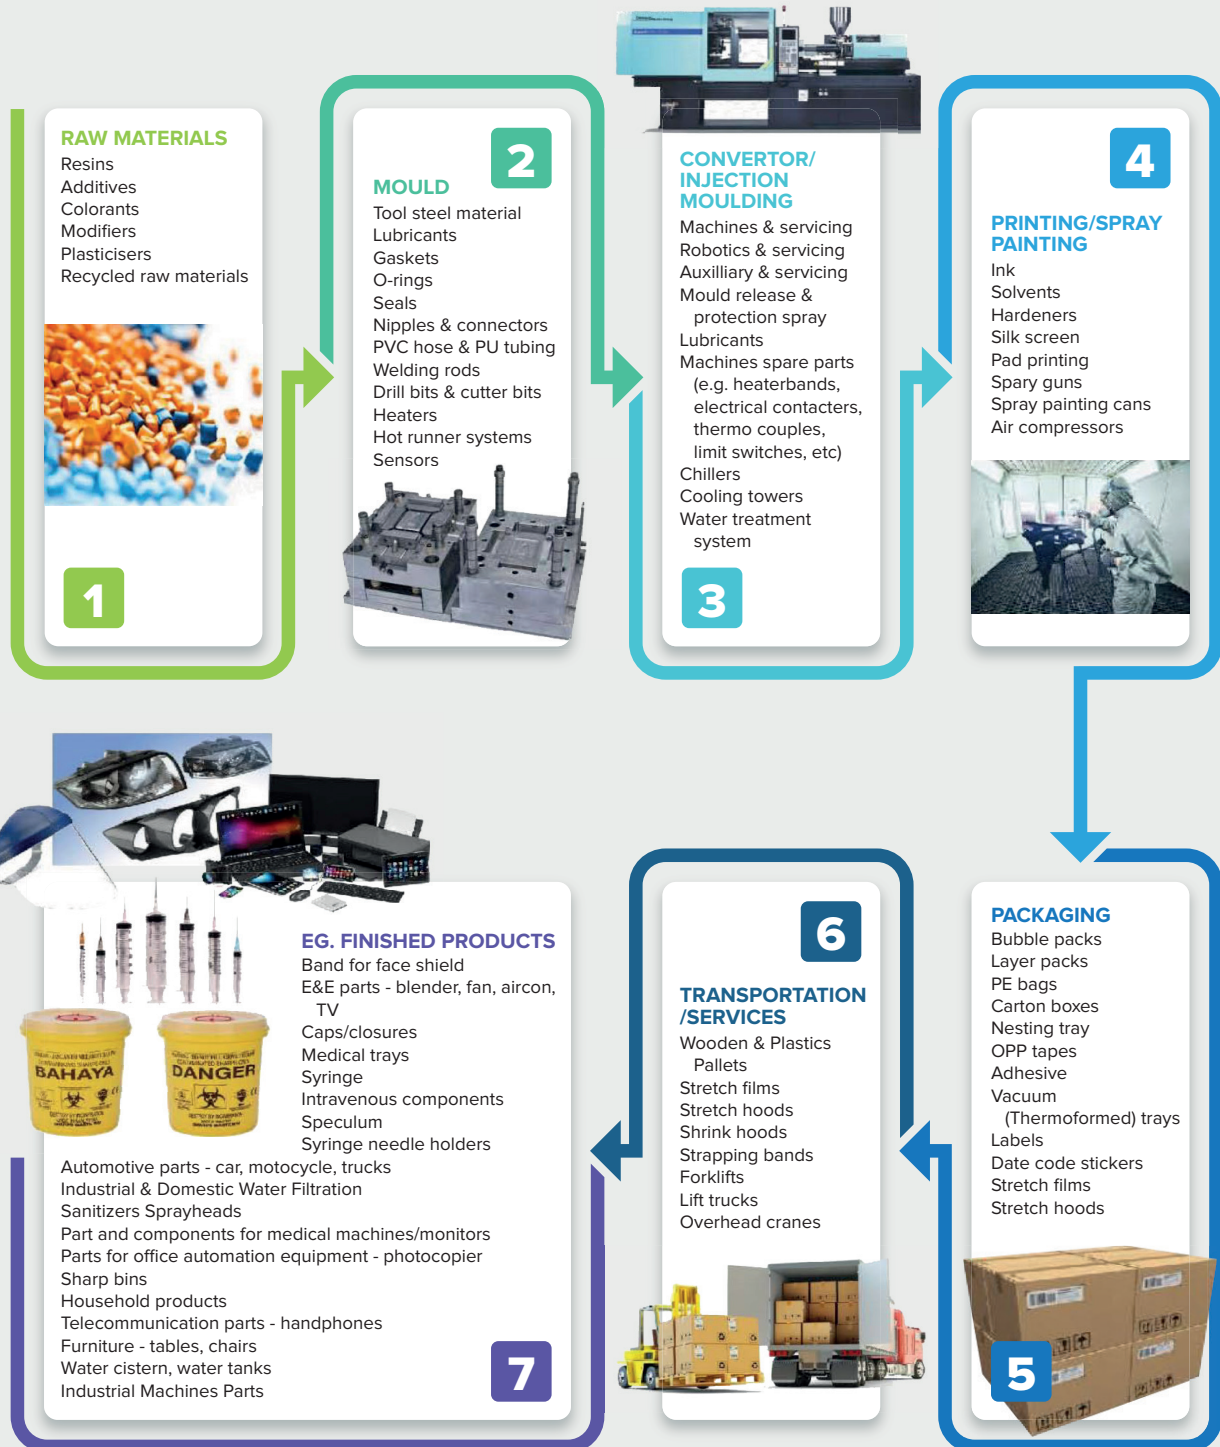 RAW MATERIALS
Resins
Additives
Colorants
Modifiers
Plasticisers
Recycled raw materials
1
2
MOULD
Tool steel material
Lubricants
Gaskets
O-rings
Seals
Nipples & connectors
PVC hose & PU tubing
Welding rods
Drill bits & cutter bits
Heaters
Hot runner systems
Sensors
CONVERTOR/
INJECTION
MOULDING
Machines & servicing
Robotics & servicing
Auxilliary & servicing
Mould release &
protection spray
Lubricants
Machines spare parts
(e.g. heaterbands,
electrical contacters,
thermo couples,
limit switches, etc)
Chillers
Cooling towers
Water treatment
system
3
4
PRINTING/SPRAY
PAINTING
Ink
Solvents
Hardeners
Silk screen
Pad printing
Spary guns
Spray painting cans
Air compressors
PACKAGING
Bubble packs
Layer packs
PE bags
Carton boxes
Nesting tray
OPP tapes
Adhesive
Vacuum
(Thermoformed) trays
Labels
Date code stickers
Stretch films
Stretch hoods
5
6
TRANSPORTATION
/SERVICES
Wooden & Plastics
Pallets
Stretch films
Stretch hoods
Shrink hoods
Strapping bands
Forklifts
Lift trucks
Overhead cranes
EG. FINISHED PRODUCTS
Band for face shield
E&E parts - blender, fan, aircon,
TV
Caps/closures
Medical trays
Syringe
Intravenous components
Speculum
Syringe needle holders
Automotive parts - car, motocycle, trucks
Industrial & Domestic Water Filtration
Sanitizers Sprayheads
Part and components for medical machines/monitors
Parts for office automation equipment - photocopier
Sharp bins
Household products
Telecommunication parts - handphones
Furniture - tables, chairs
Water cistern, water tanks
Industrial Machines Parts
7
BAHAYA
DANGER